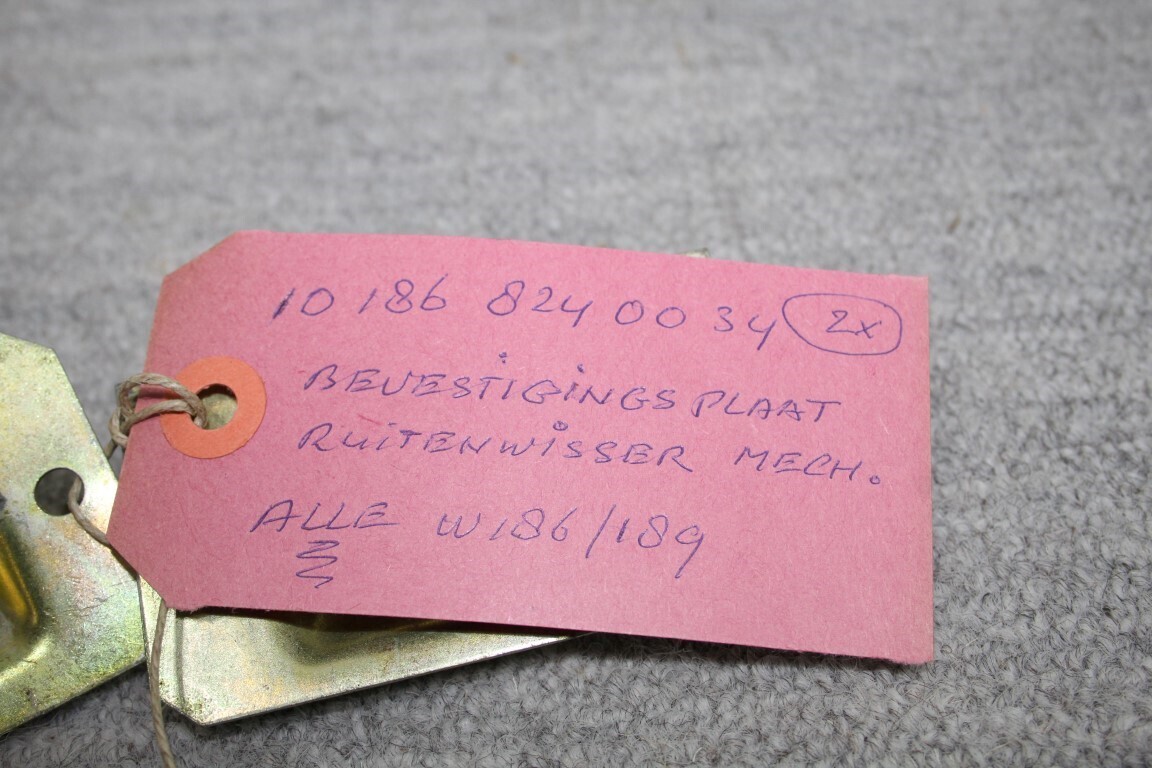 10 186 824 00 34 2x
BEVESTIGINGSPLAAT
RUITENWISSER MECH.
ALLE W186/189